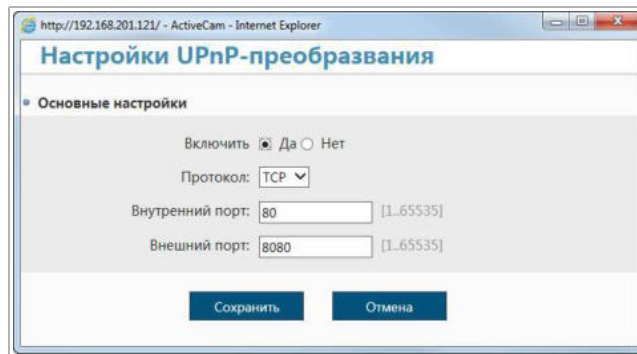 http://192.168.201.121/ - ActiveCam - Internet Explorer
Настройки UPnP-преобразвания
Основные настройки
Включить Да Нет
Протокол: TCP
Внутренний порт: 80 [1..65535]
Внешний порт: 8080 [1..65535]
Сохранить Отмена